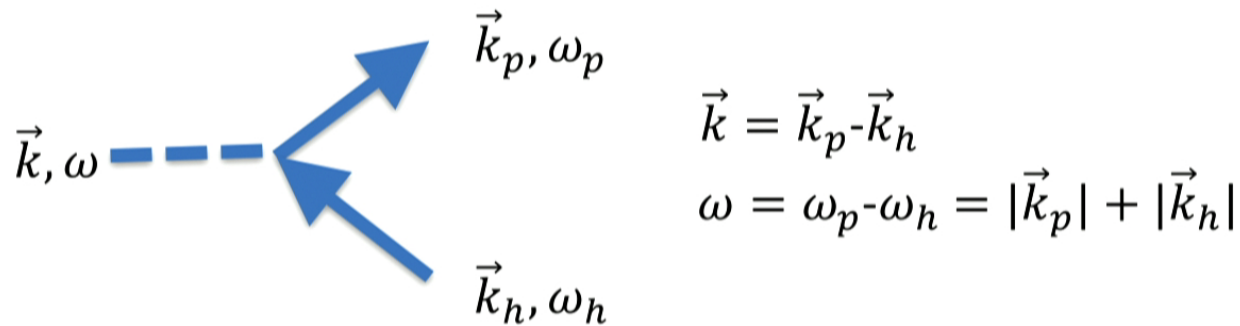 k⃗_p, ω_p
k⃗, ω
k⃗_h, ω_h
k⃗ = k⃗_p-k⃗_h
ω = ω_p-ω_h = |k⃗_p| + |k⃗_h|